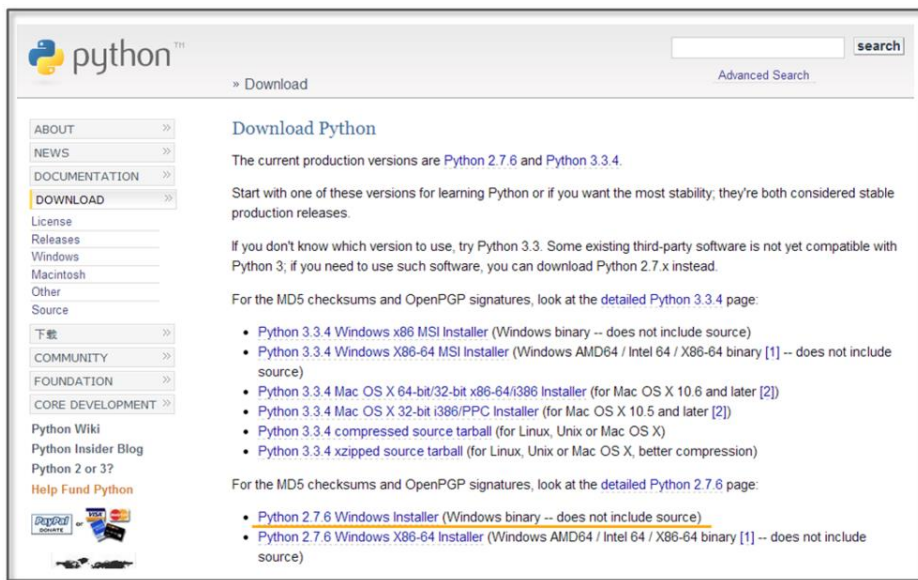 python™
search
Advanced Search
» Download
ABOUT »
NEWS »
DOCUMENTATION »
DOWNLOAD »
License
Releases
Windows
Macintosh
Other
Source
下载 »
COMMUNITY »
FOUNDATION »
CORE DEVELOPMENT »
Python Wiki
Python Insider Blog
Python 2 or 3?
Help Fund Python
PayPal
DONATE
or
VISA
Download Python
The current production versions are Python 2.7.6 and Python 3.3.4.
Start with one of these versions for learning Python or if you want the most stability; they're both considered stable
production releases.
If you don't know which version to use, try Python 3.3. Some existing third-party software is not yet compatible with
Python 3; if you need to use such software, you can download Python 2.7.x instead.
For the MD5 checksums and OpenPGP signatures, look at the detailed Python 3.3.4 page:
• Python 3.3.4 Windows x86 MSI Installer (Windows binary -- does not include source)
• Python 3.3.4 Windows X86-64 MSI Installer (Windows AMD64 / Intel 64 / X86-64 binary [1] -- does not include
source)
• Python 3.3.4 Mac OS X 64-bit/32-bit x86-64/i386 Installer (for Mac OS X 10.6 and later [2])
• Python 3.3.4 Mac OS X 32-bit i386/PPC Installer (for Mac OS X 10.5 and later [2])
• Python 3.3.4 compressed source tarball (for Linux, Unix or Mac OS X)
• Python 3.3.4 xzipped source tarball (for Linux, Unix or Mac OS X, better compression)
For the MD5 checksums and OpenPGP signatures, look at the detailed Python 2.7.6 page:
• Python 2.7.6 Windows Installer (Windows binary -- does not include source)
• Python 2.7.6 Windows X86-64 Installer (Windows AMD64 / Intel 64 / X86-64 binary [1] -- does not include
source)